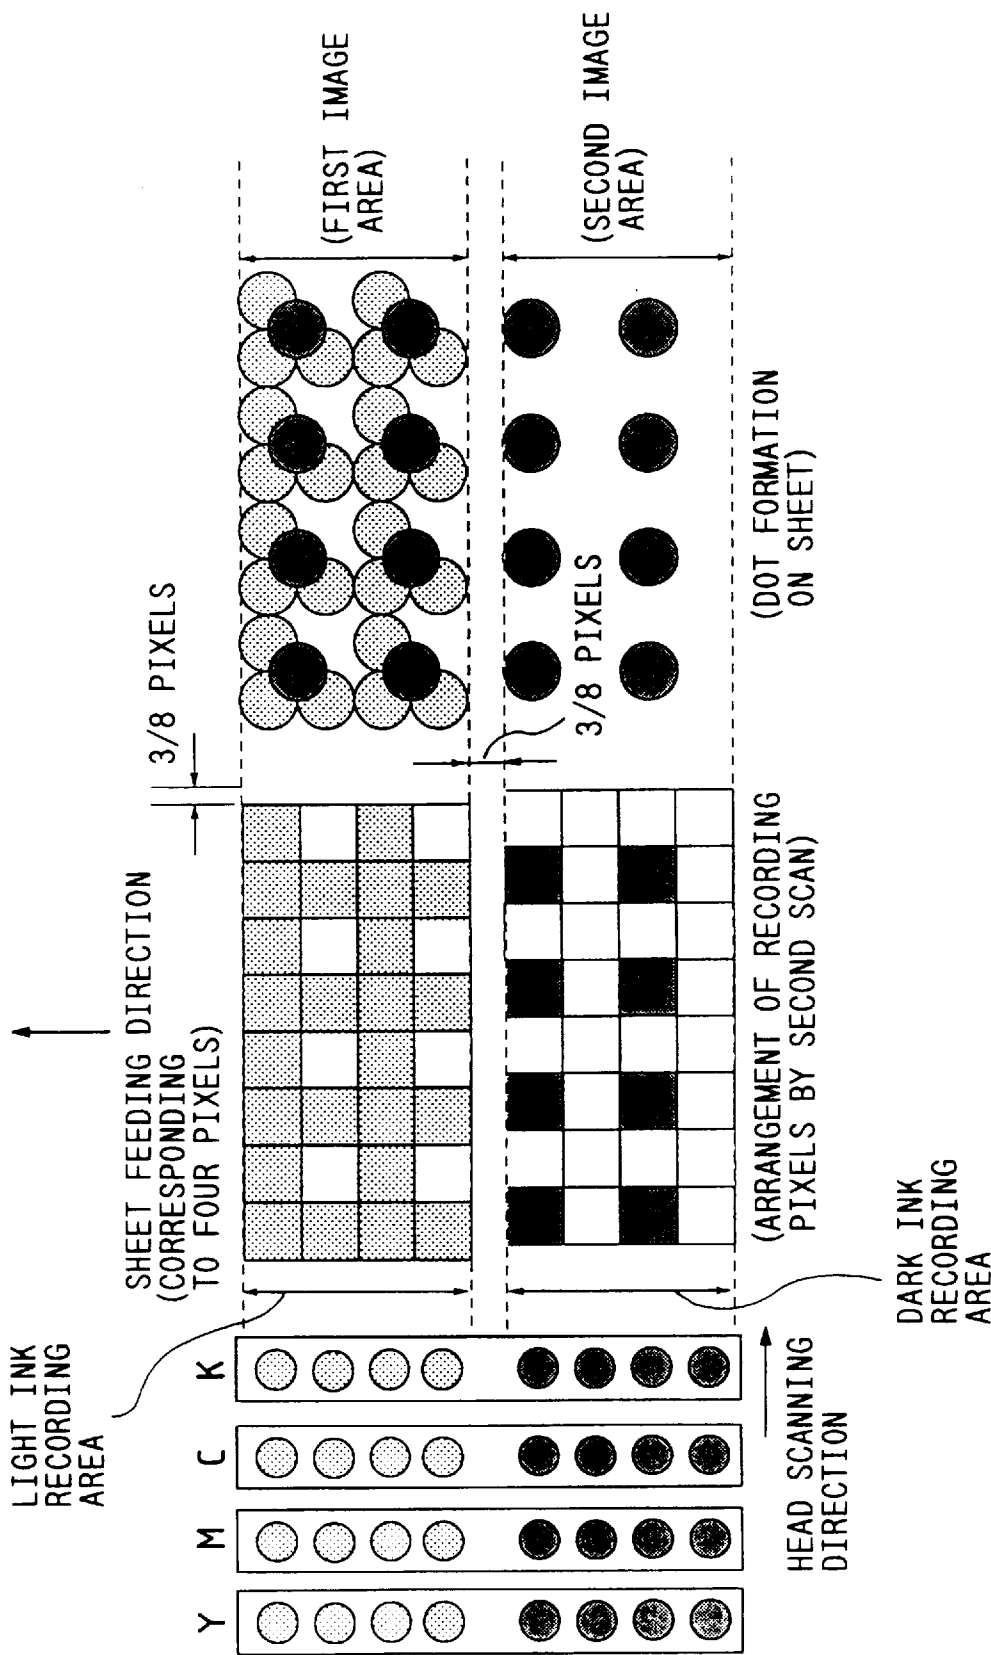 LIGHT INK
RECORDING
AREA
SHEET FEEDING DIRECTION
(CORRESPONDING
TO FOUR PIXELS)
3/8 PIXELS
(FIRST IMAGE
AREA)
Y
M
C
K
3/8 PIXELS
(SECOND IMAGE
AREA)
HEAD SCANNING
DIRECTION
DARK INK
RECORDING
AREA
(ARRANGEMENT OF RECORDING
PIXELS BY SECOND SCAN)
(DOT FORMATION
ON SHEET)